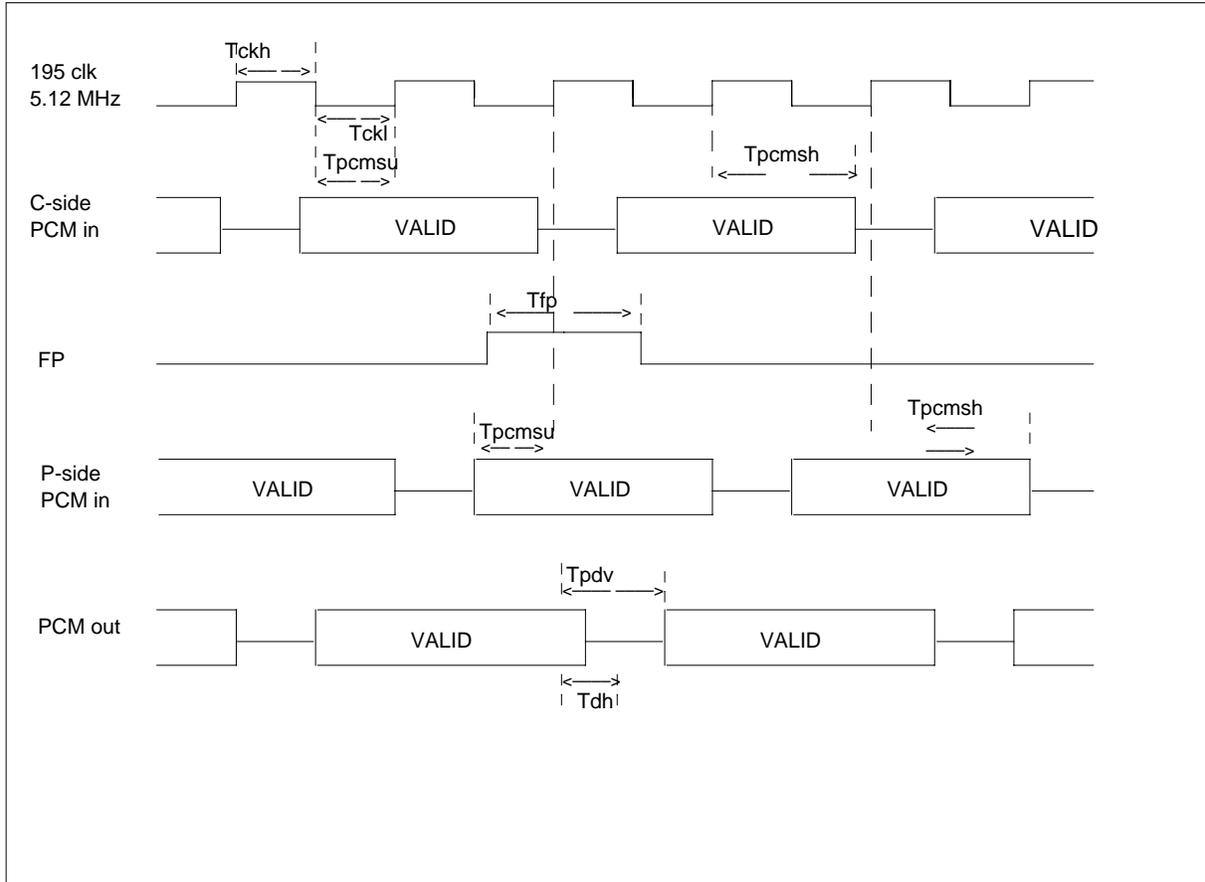 Tckh
195 clk
5.12 MHz
Tckl
Tpcmsu
Tpcmsh
C-side
PCM in
VALID
VALID
VALID
Tfp
FP
Tpcmsh
Tpcmsu
P-side
PCM in
VALID
VALID
VALID
Tpdv
PCM out
VALID
VALID
Tdh